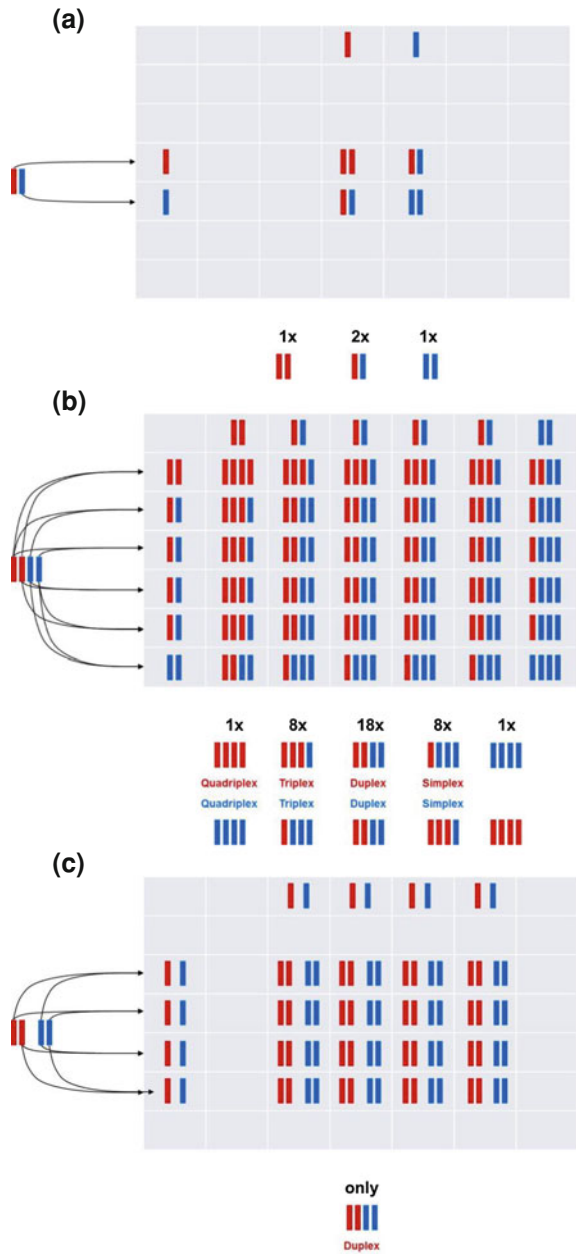 (a)
1x 2x 1x
(b)
1x 8x 18x 8x 1x
Quadriplex Triplex Duplex Simplex
Quadriplex Triplex Duplex Simplex
(c)
only
Duplex